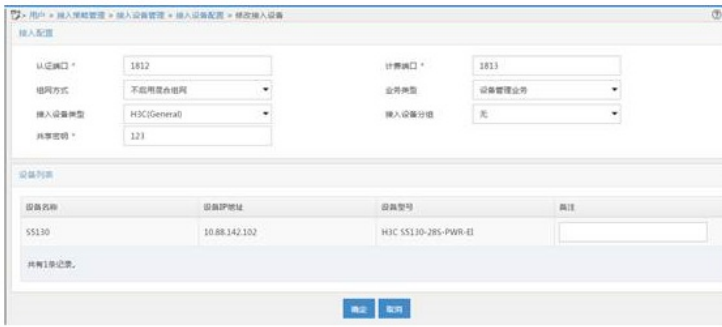 用户 > 接入策略管理 > 接入设备管理 > 接入设备配置 > 修改接入设备
接入配置
认证端口 * 1812 计费端口 * 1813
组网方式 不启用混合组网 业务类型 设备管理业务
接入设备类型 H3C(General) 接入设备分组 无
共享密钥 * 123
设备列表
设备名称 设备IP地址 设备型号 备注
S5130 10.88.142.102 H3C S5130-28S-PWR-EI
共有1条记录。
确定 取消